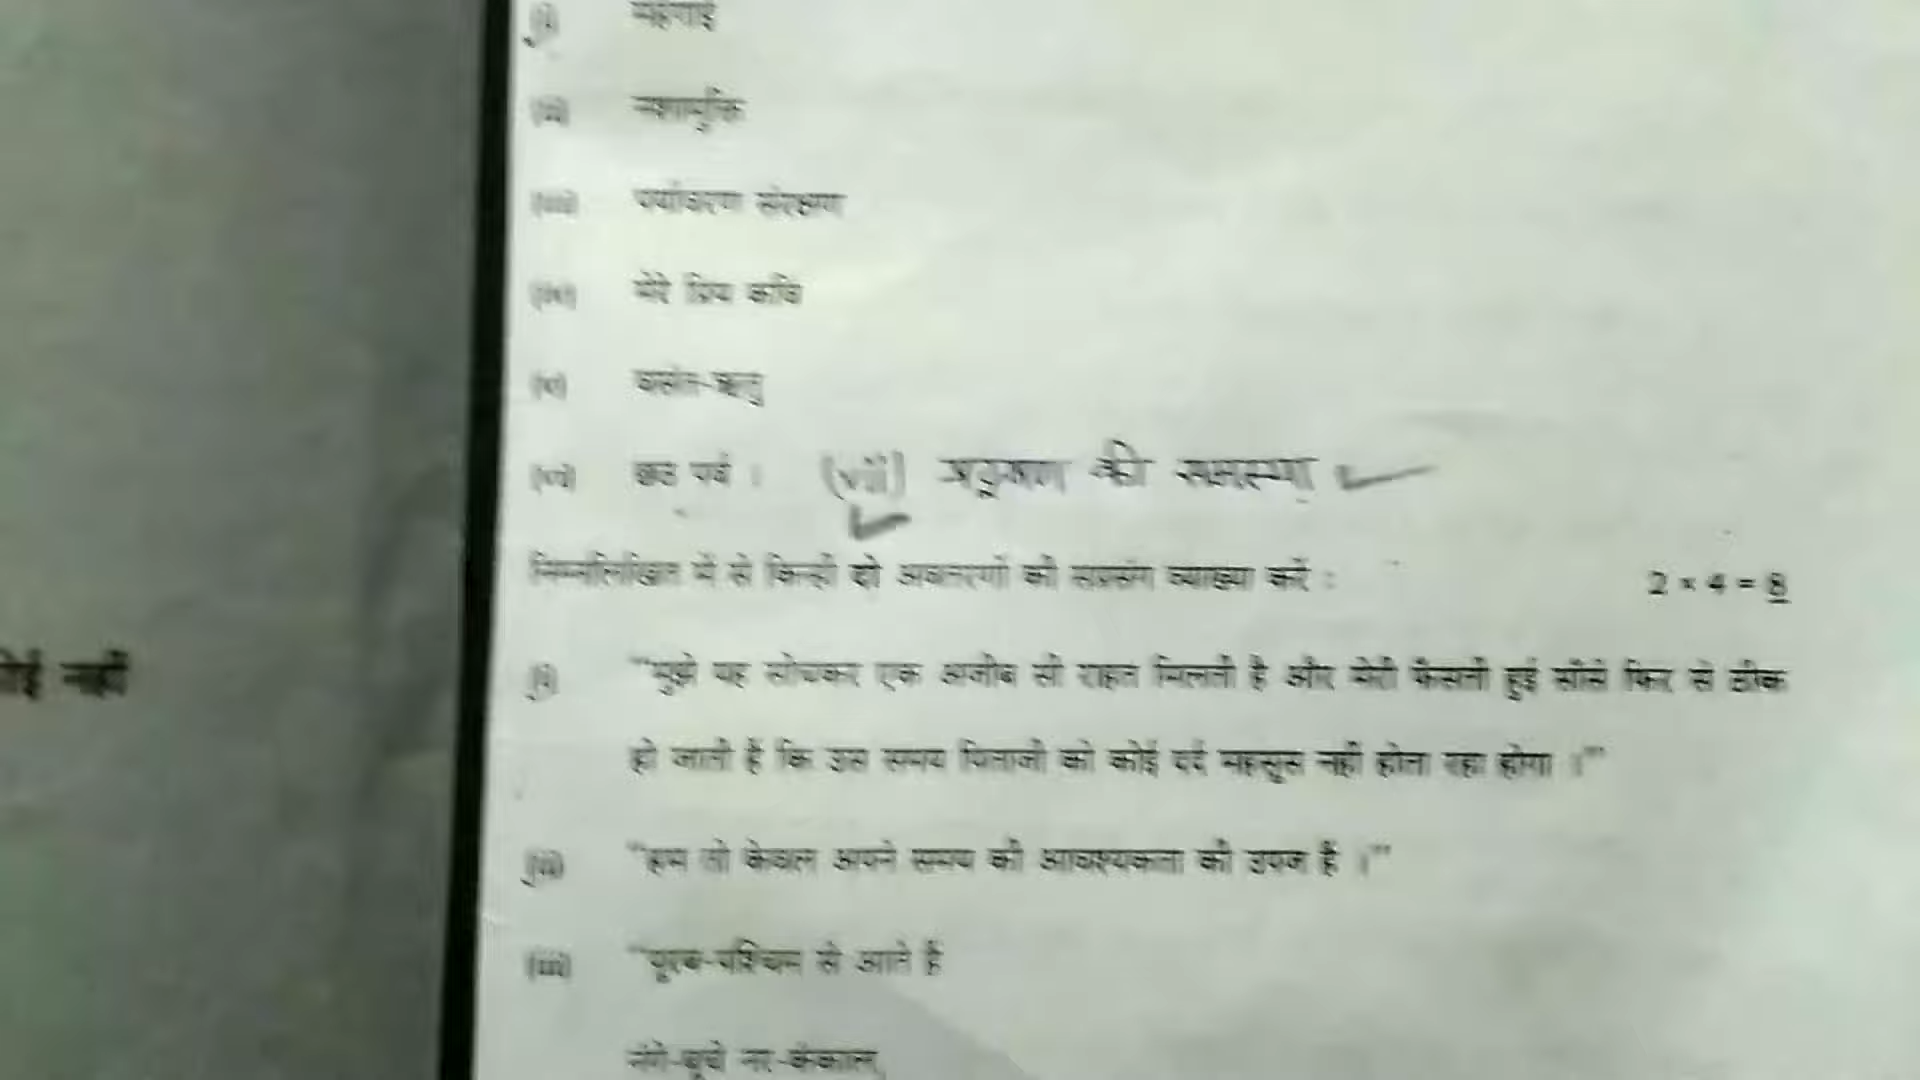 (i) महंगाई
(ii) नशामुक्ति
(iii) पर्यावरण संरक्षण
(iv) मेरे प्रिय कवि
(v) वसंत-ऋतु
(vi) छठ पर्व । (vii) प्रदूषण की समस्या
निम्नलिखित में से किन्हीं दो अवतरणों की सप्रसंग व्याख्या करें : 2 × 4 = 8
(i) "मुझे यह सोचकर एक अजीब सी राहत मिलती है और मेरी फँसती हुई साँसें फिर से ठीक
हो जाती हैं कि उस समय पिताजी को कोई दर्द महसूस नहीं होता रहा होगा ।"
(ii) "हम तो केवल अपने समय की आवश्यकता की उपज हैं ।"
(iii) "पूरब-पश्चिम से आते हैं
नंगे-बूचे नर-कंकाल,
नहीं